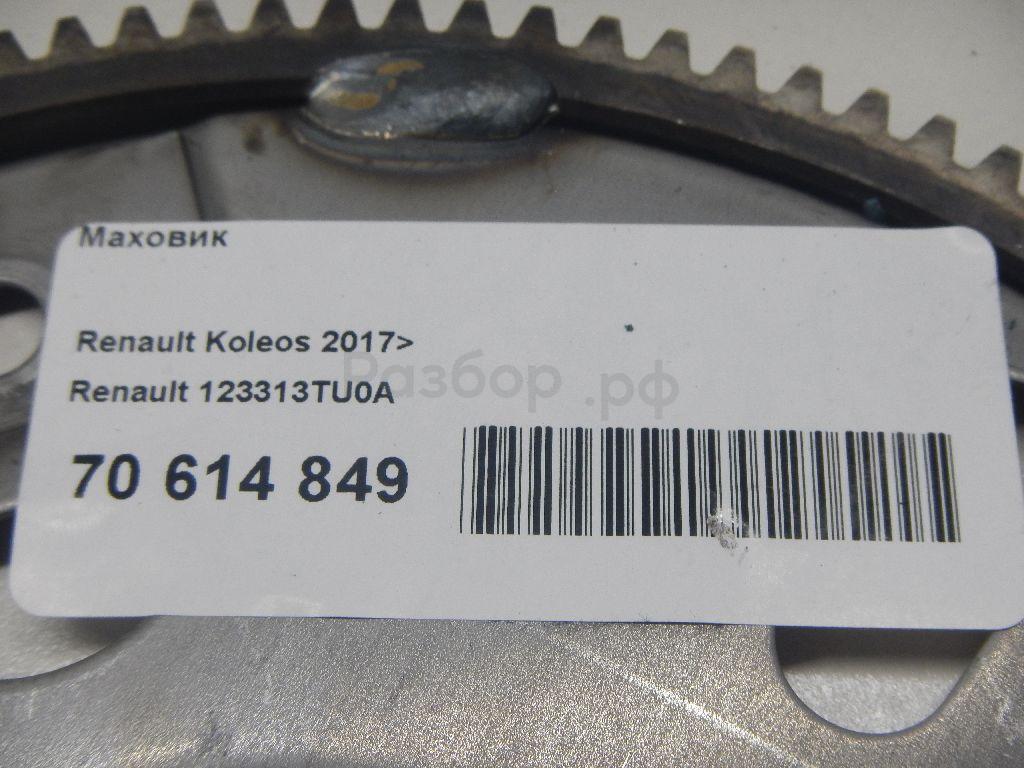 Маховик
Renault Koleos 2017>
Renault 123313TU0A
Разбор.рф
70 614 849